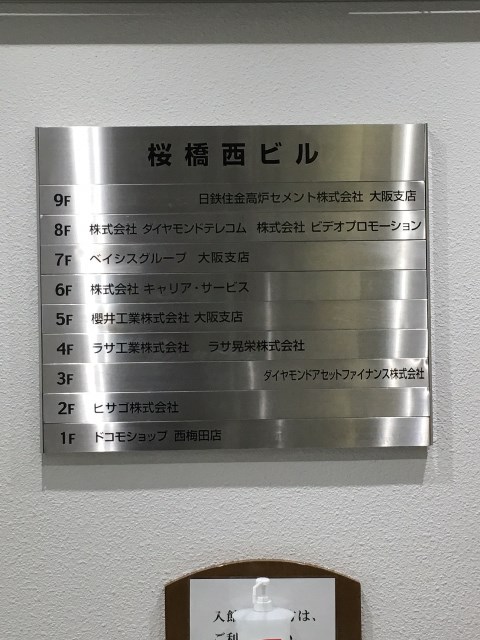 桜橋西ビル
9F 日鉄住金高炉セメント株式会社 大阪支店
8F 株式会社 ダイヤモンドテレコム 株式会社 ビデオプロモーション
7F ベイシスグループ 大阪支店
6F 株式会社 キャリア・サービス
5F 櫻井工業株式会社 大阪支店
4F ラサ工業株式会社 ラサ晃栄株式会社
3F ダイヤモンドアセットファイナンス株式会社
2F ヒサゴ株式会社
1F ドコモショップ 西梅田店
入館 は、
ご利